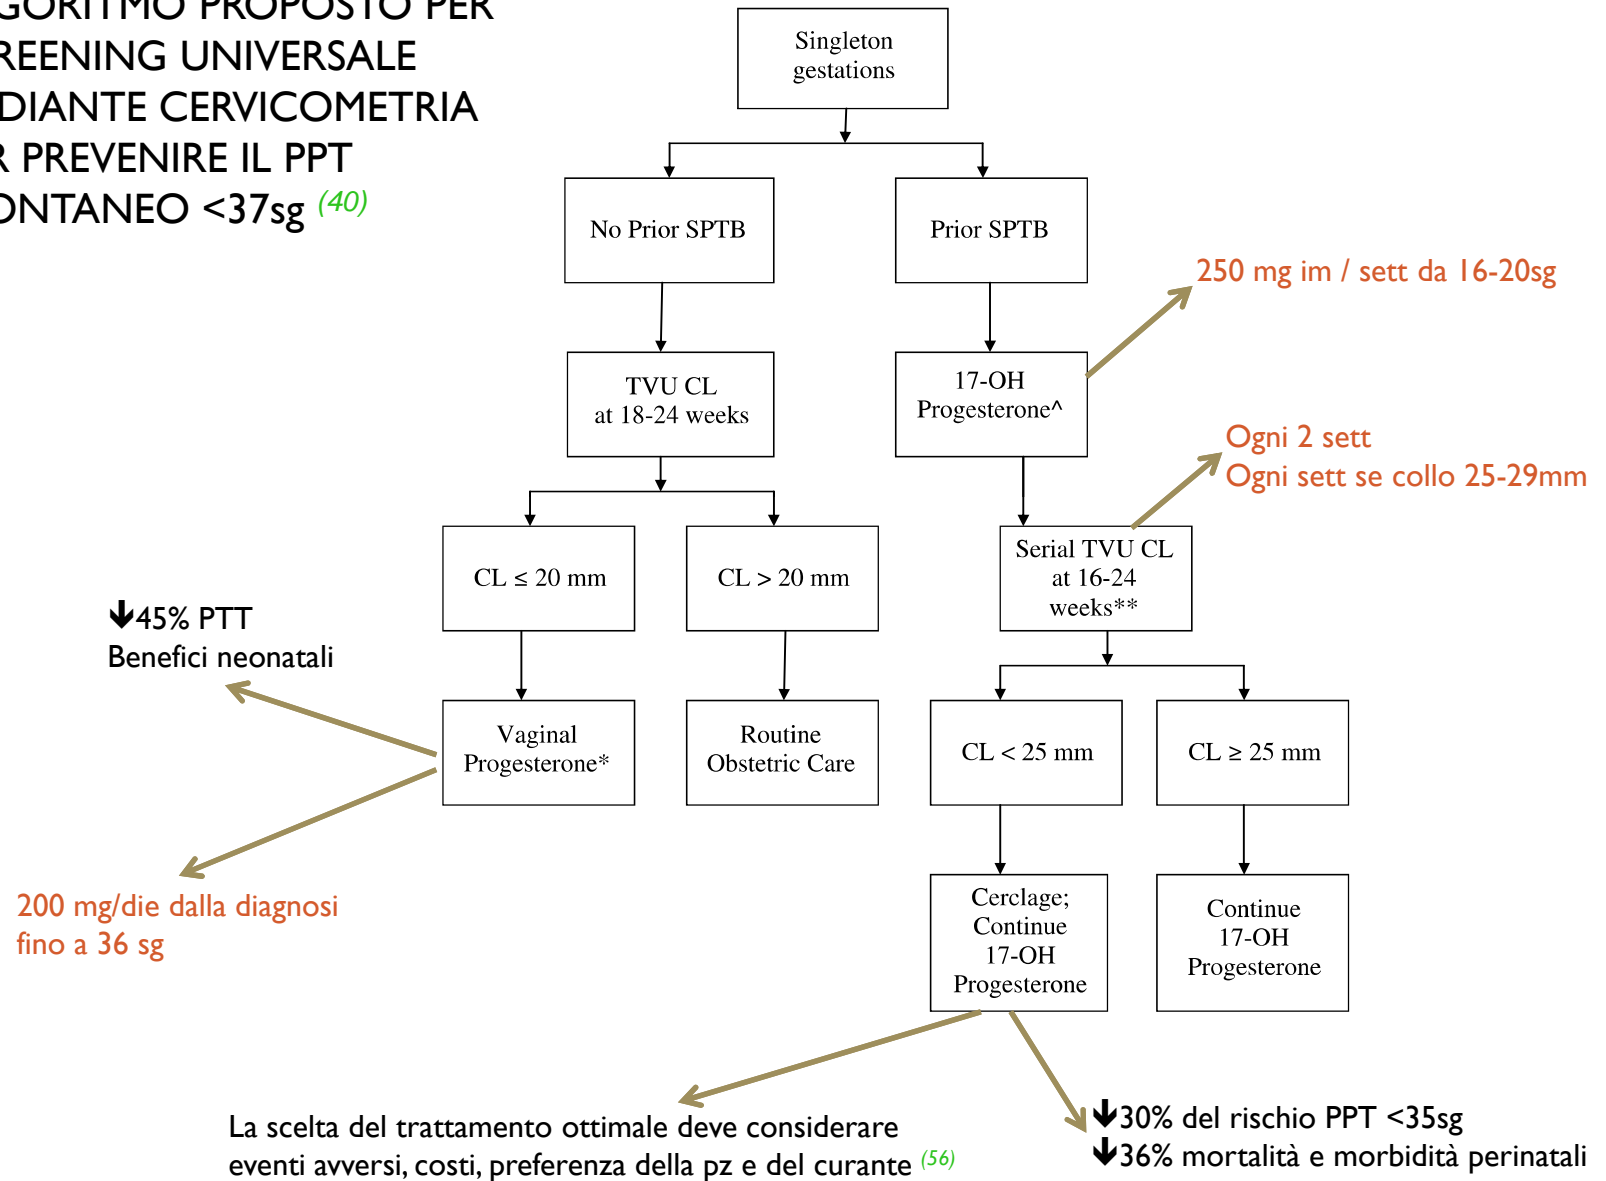 GORITMO PROPOSTO PER
REENING UNIVERSALE
DIANTE CERVICOMETRIA
R PREVENIRE IL PPT
ONTANEO <37sg (40)
Singleton
gestations
No Prior SPTB
Prior SPTB
250 mg im / sett da 16-20sg
TVU CL
at 18-24 weeks
17-OH
Progesterone^
Ogni 2 sett
Ogni sett se collo 25-29mm
CL ≤ 20 mm
CL > 20 mm
Serial TVU CL
at 16-24
weeks**
🡳45% PTT
Benefici neonatali
Vaginal
Progesterone*
Routine
Obstetric Care
CL < 25 mm
CL ≥ 25 mm
200 mg/die dalla diagnosi
fino a 36 sg
Cerclage;
Continue
17-OH
Progesterone
Continue
17-OH
Progesterone
La scelta del trattamento ottimale deve considerare
eventi avversi, costi, preferenza della pz e del curante (56)
🡳30% del rischio PPT <35sg
🡳36% mortalità e morbidità perinatali